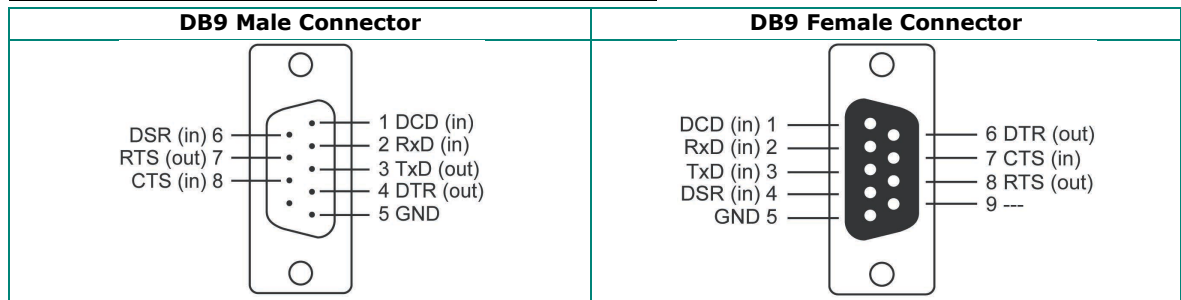 DB9 Male Connector
DB9 Female Connector
DSR (in) 6
RTS (out) 7
CTS (in) 8
1 DCD (in)
2 RxD (in)
3 TxD (out)
4 DTR (out)
5 GND
DCD (in) 1
RxD (in) 2
TxD (in) 3
DSR (in) 4
GND 5
6 DTR (out)
7 CTS (in)
8 RTS (out)
9 ---